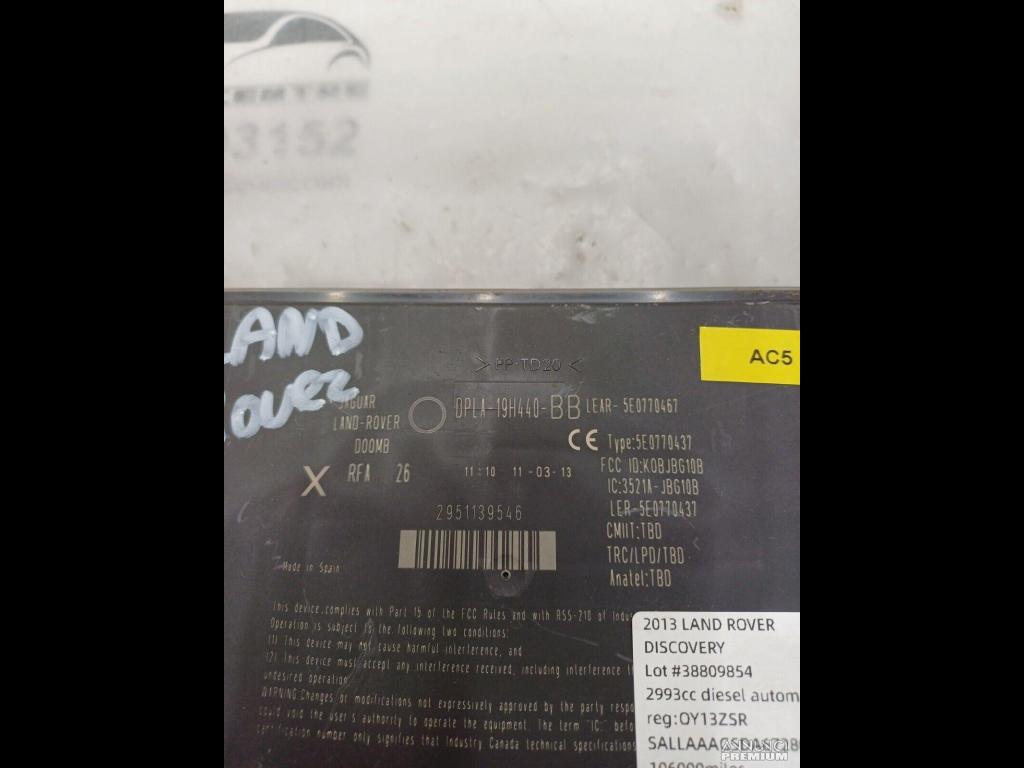 3152
LAND
>PP-TD20<
AC5
JAGUAR
LAND-ROVER
DOOMB
DPLA-19H440-BB
LEAR- 5E0770467
CE Type:5E0770437
FCC ID:KOBJBG10B
IC:3521A-JBG10B
LER-5E0770437
CMIIT:TBD
TRC/LPD/TBD
Anatel:TBD
X RFA 26
11:10 11-03-13
2951139546
Made in Spain
This device complies with Part 15 of the FCC Rules and with RSS-210 of
Operation is subject to the following two conditions:
(1) This device may not cause harmful interference, and
(2) This device must accept any interference received, including interference
undesired operation.
WARNING Changes or modifications not expressively approved by the party
could void the user's authority to operate the equipment. The term "IC:"
certification number only signifies that Industry Canada technical specifications
2013 LAND ROVER
DISCOVERY
Lot #38809854
2993cc diesel autom
reg:OY13ZSR
ANNUNCI
PREMIUM